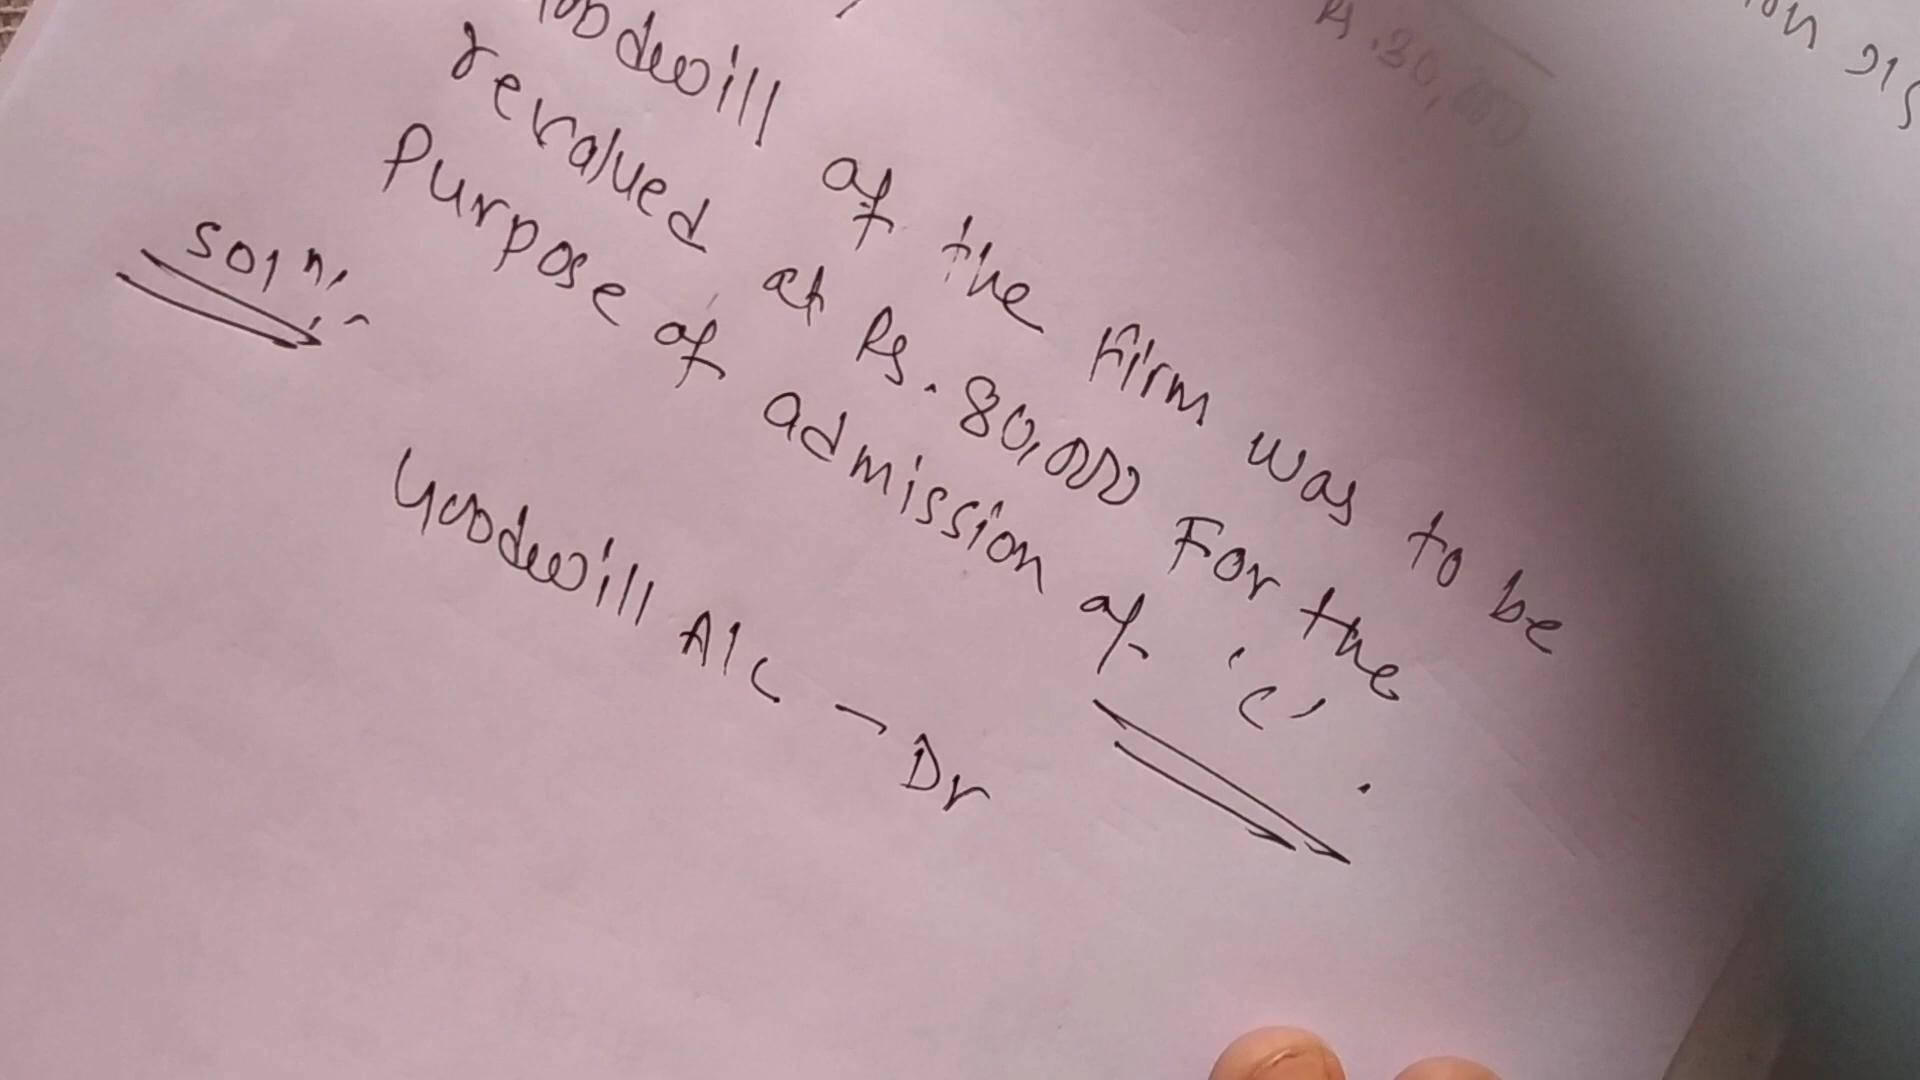 Goodwill of the Firm was to be
revalued at Rs. 80,000 For the
Purpose of admission of 'C'.
Soln:-
Goodwill A/c - Dr